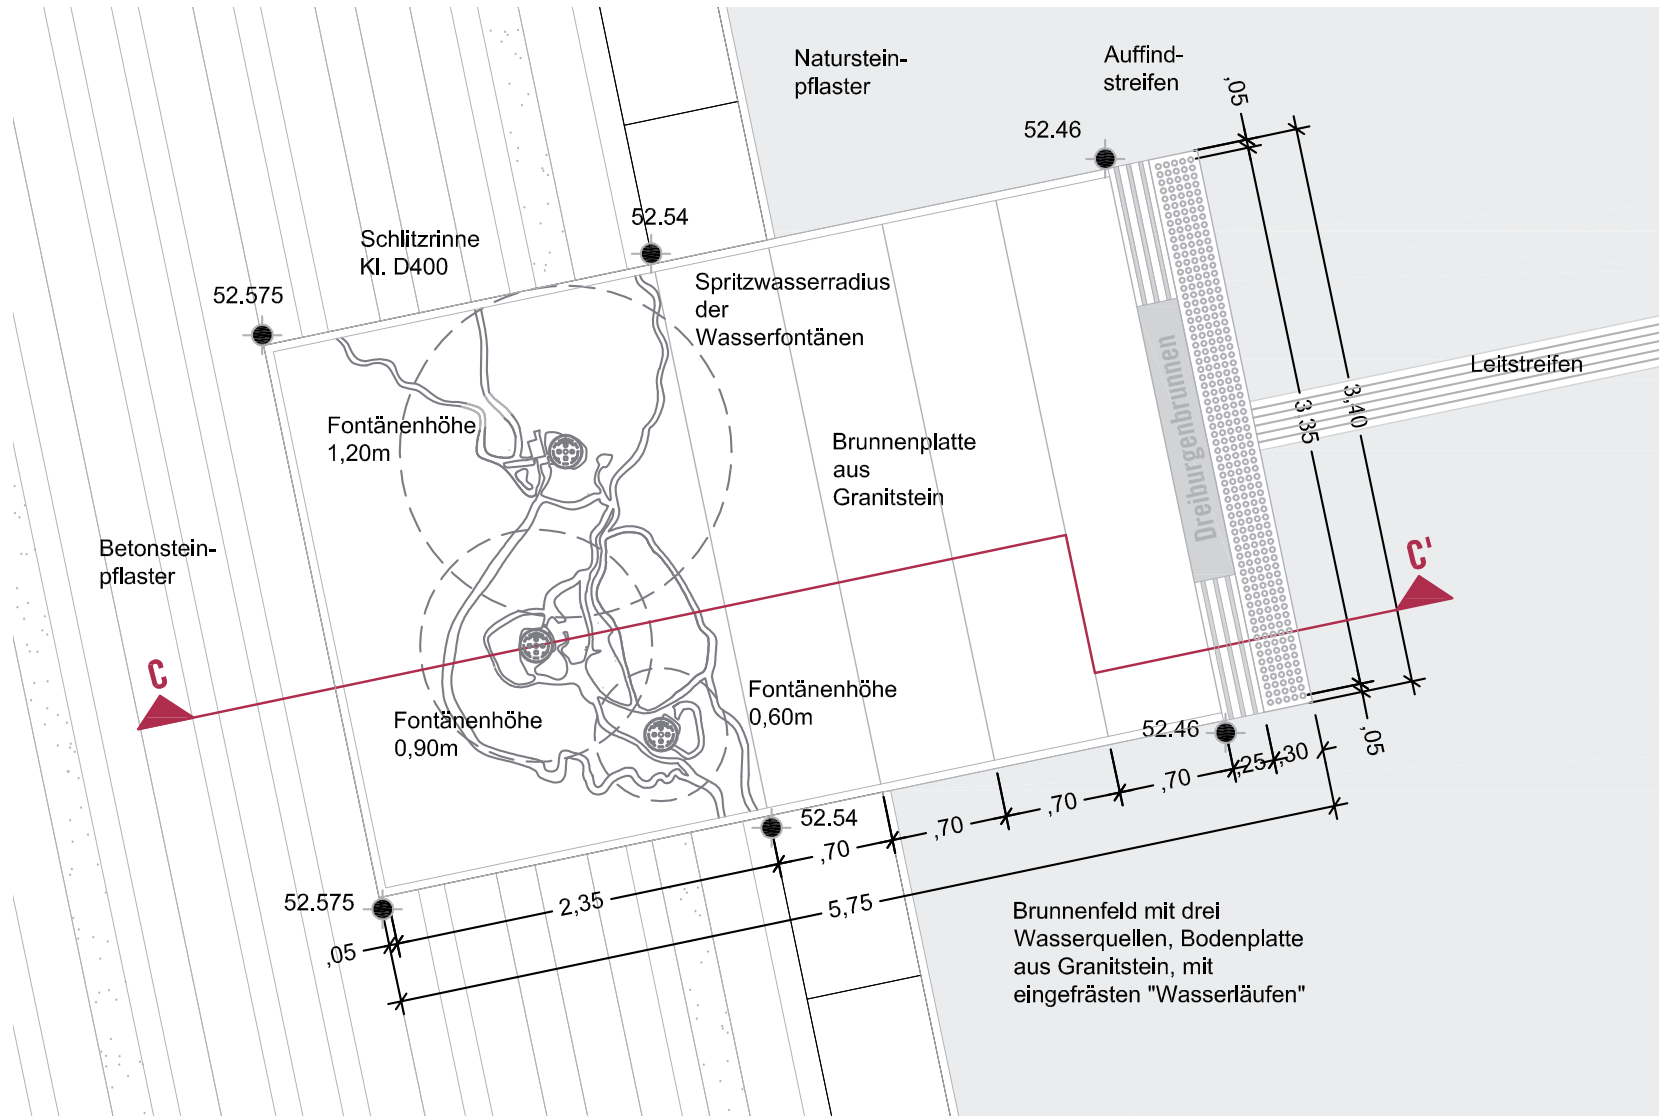 Naturstein-
pflaster
Auffind-
streifen
,05
52.46
52.54
Schlitzrinne
Kl. D400
52.575
Spritzwasserradius
der
Wasserfontänen
Leitstreifen
3,40
3,35
Dreiburgenbrunnen
Fontänenhöhe
1,20m
Brunnenplatte
aus
Granitstein
Betonstein-
pflaster
C'
C
Fontänenhöhe
0,60m
Fontänenhöhe
0,90m
52.46
,05
,25
,30
,70
,70
,70
,70
52.54
2,35
5,75
52.575
,05
Brunnenfeld mit drei
Wasserquellen, Bodenplatte
aus Granitstein, mit
eingefrästen "Wasserläufen"